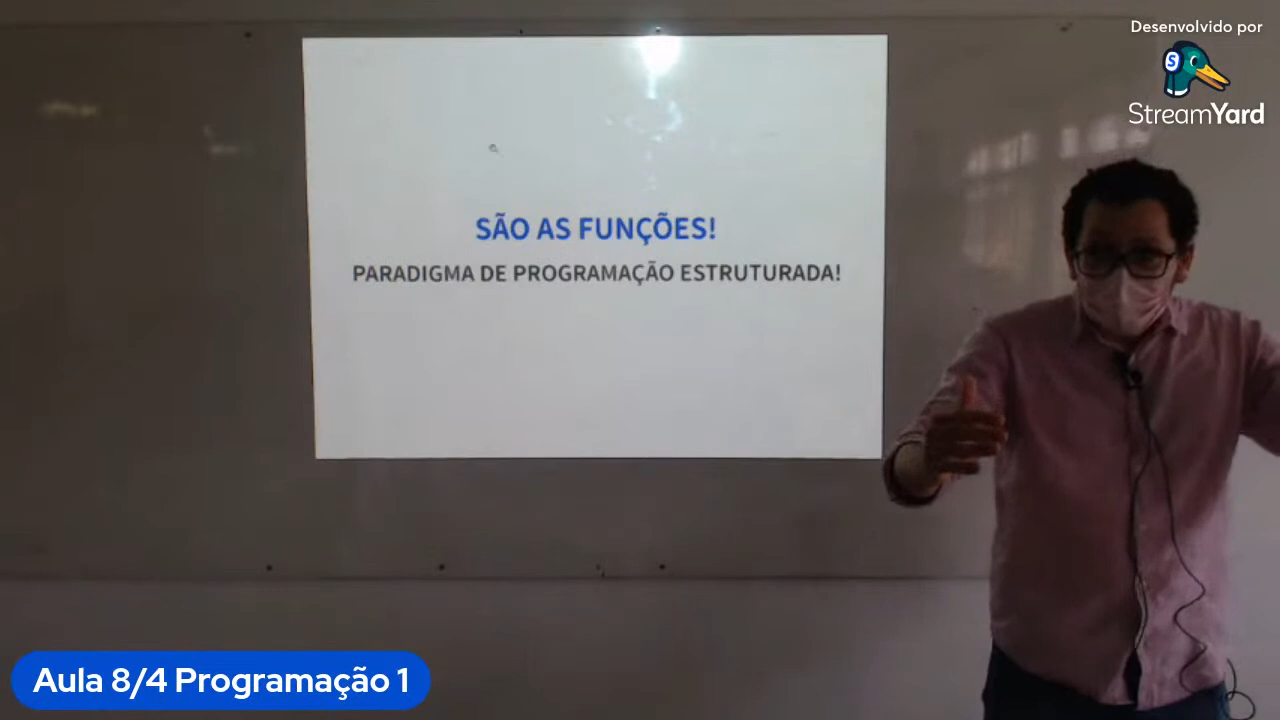 Desenvolvido por
StreamYard
SÃO AS FUNÇÕES!
PARADIGMA DE PROGRAMAÇÃO ESTRUTURADA!
Aula 8/4 Programação 1